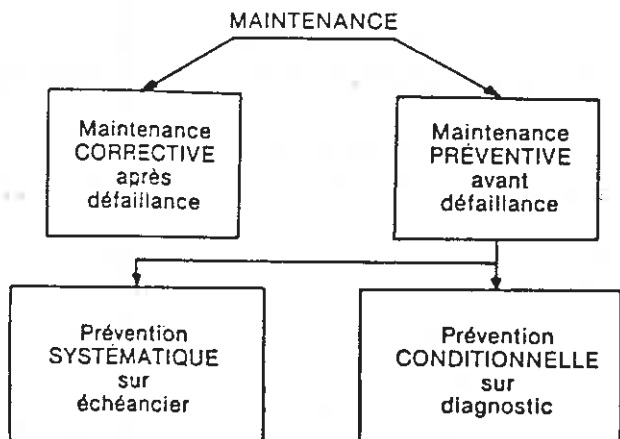 MAINTENANCE
Maintenance
CORRECTIVE
après
défaillance
Maintenance
PRÉVENTIVE
avant
défaillance
Prévention
SYSTÉMATIQUE
sur
échéancier
Prévention
CONDITIONNELLE
sur
diagnostic